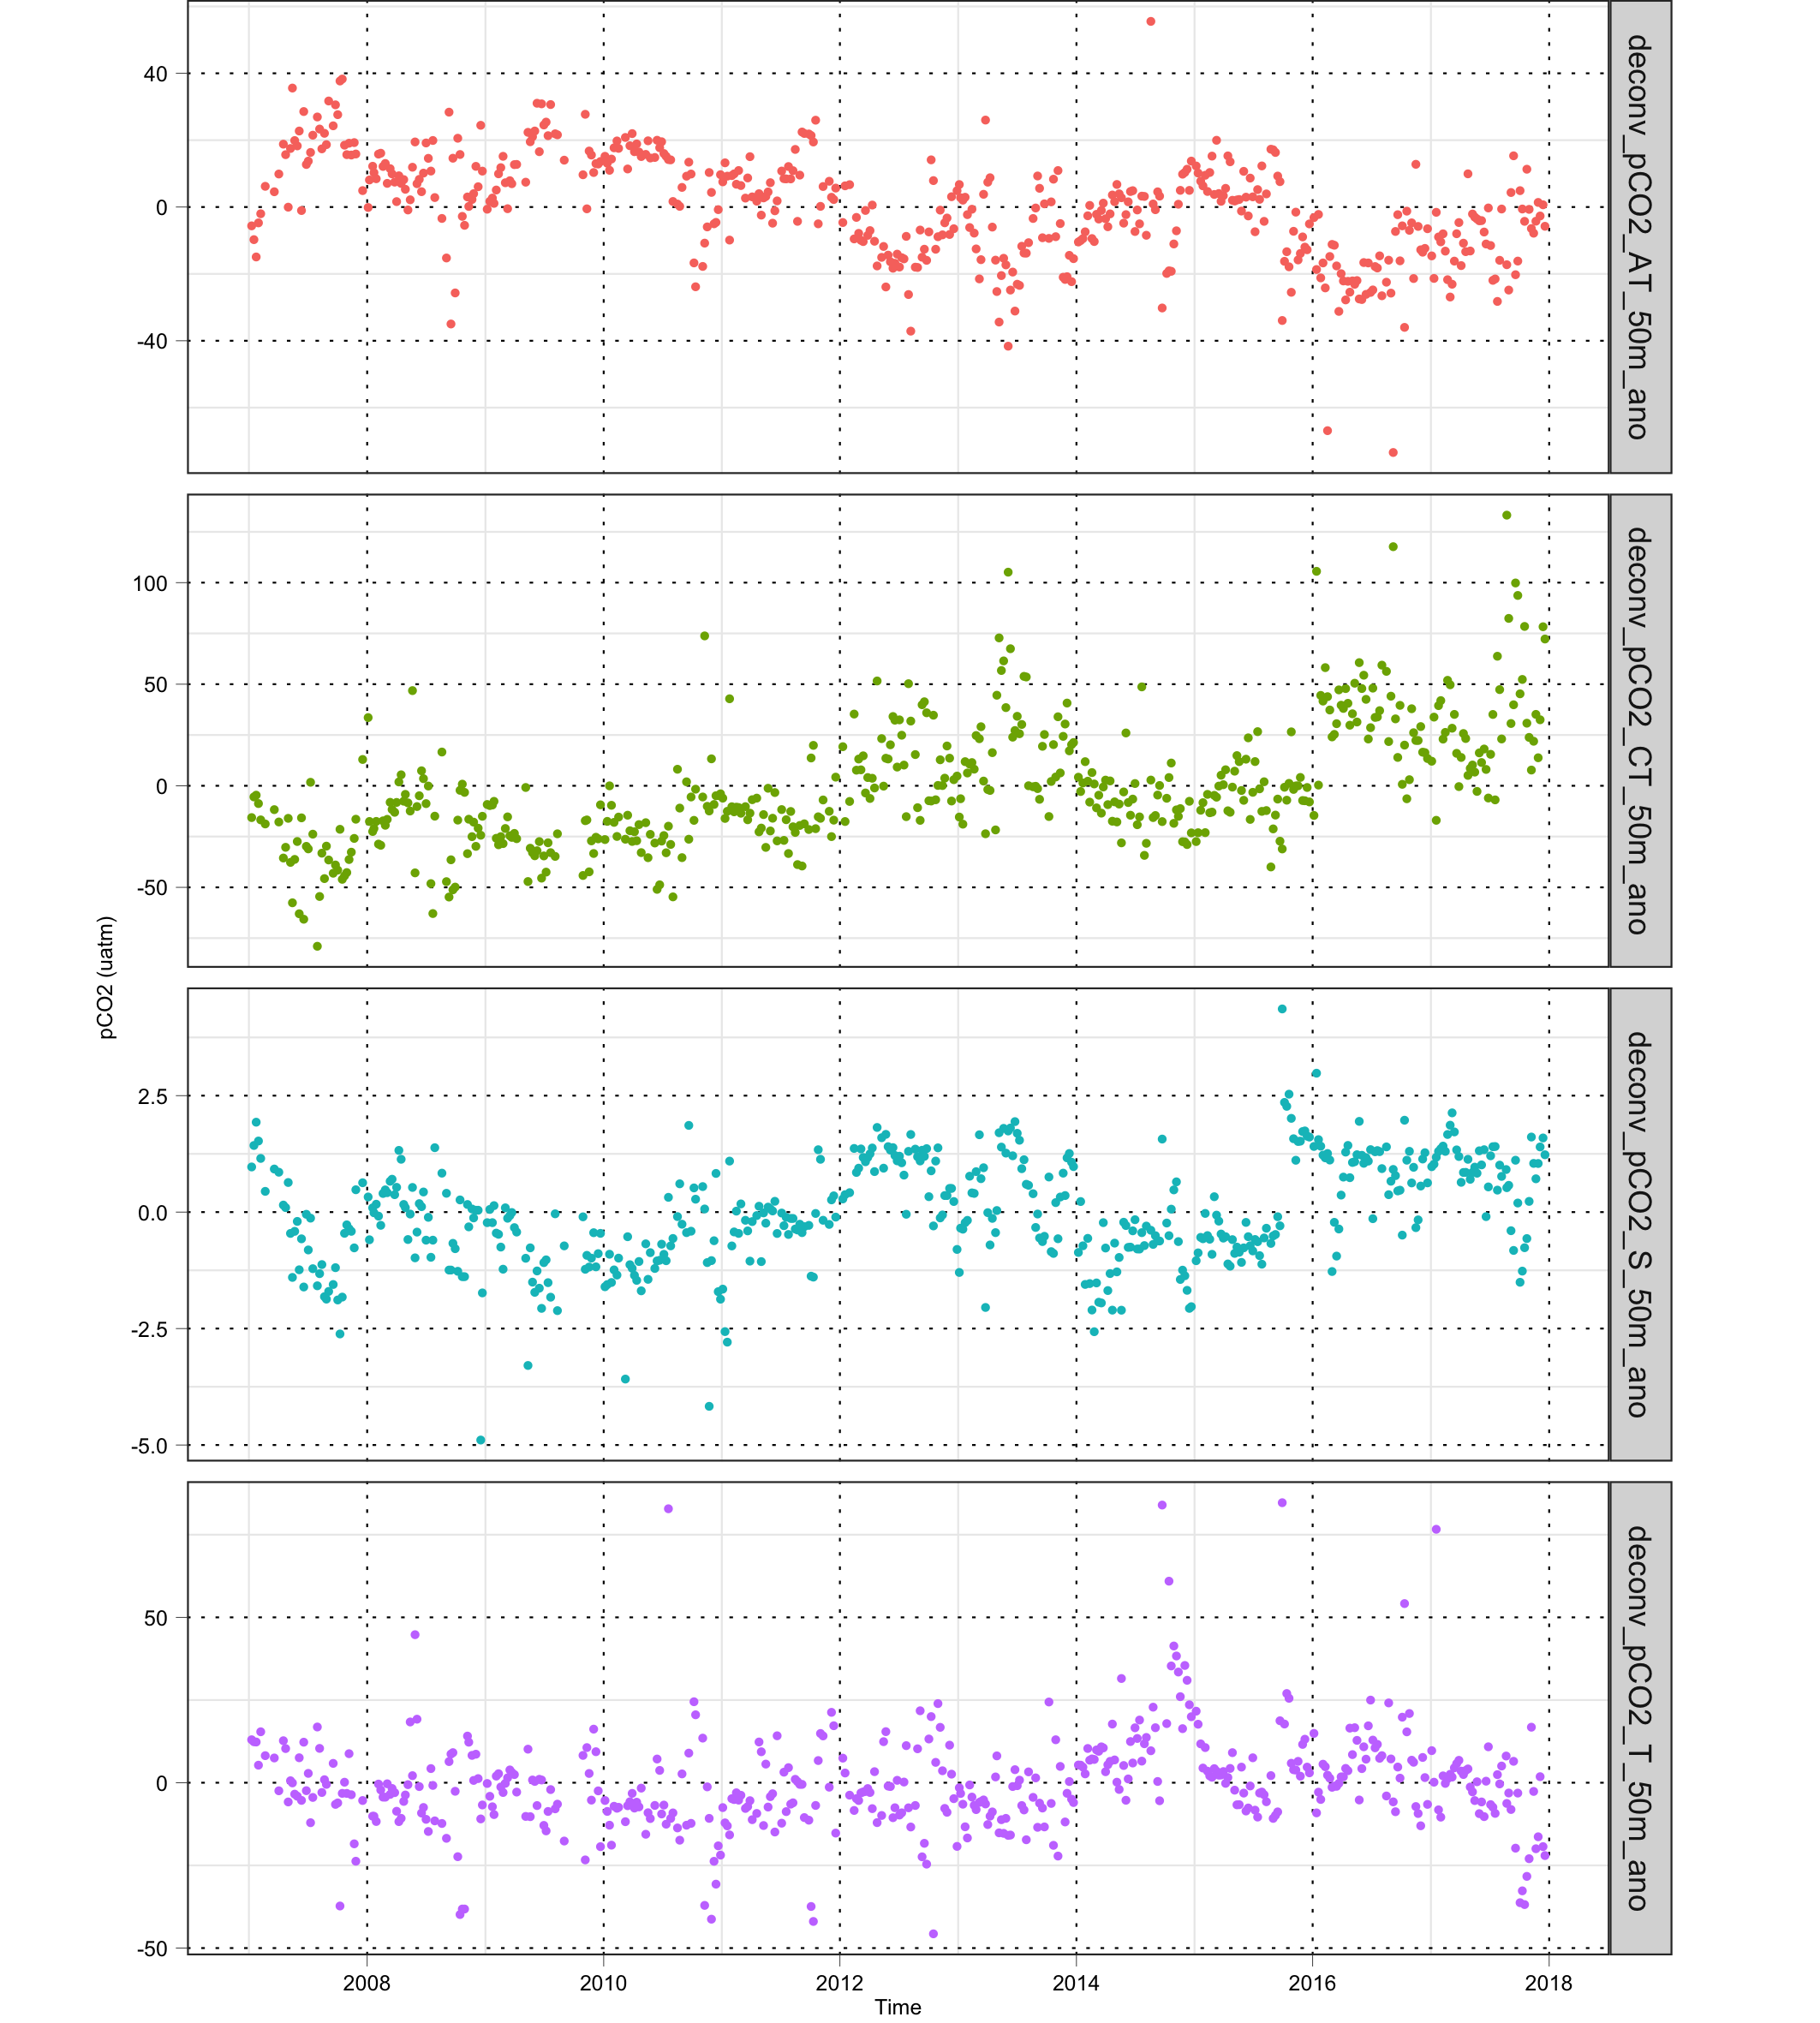 40
0
-40
deconv_pCO2_AT_50m_ano
100
50
0
-50
deconv_pCO2_CT_50m_ano
pCO2 (uatm)
2.5
0.0
-2.5
-5.0
deconv_pCO2_S_50m_ano
50
0
-50
deconv_pCO2_T_50m_ano
2008 2010 2012 2014 2016 2018
Time